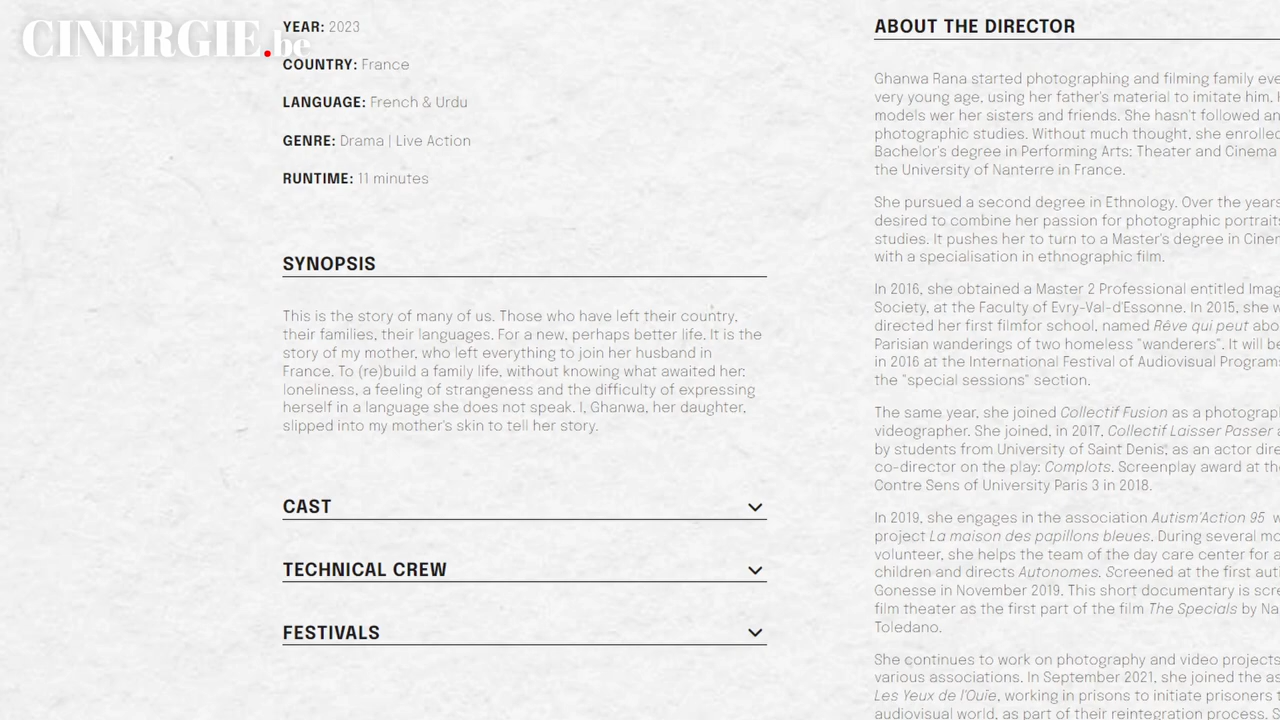 CINERGIE.be
YEAR: 2023
COUNTRY: France
LANGUAGE: French & Urdu
GENRE: Drama | Live Action
RUNTIME: 11 minutes
SYNOPSIS
This is the story of many of us. Those who have left their country,
their families, their languages. For a new, perhaps better life. It is the
story of my mother, who left everything to join her husband in
France. To (re)build a family life, without knowing what awaited her:
loneliness, a feeling of strangeness and the difficulty of expressing
herself in a language she does not speak. I, Ghanwa, her daughter,
slipped into my mother's skin to tell her story.
CAST
TECHNICAL CREW
FESTIVALS
ABOUT THE DIRECTOR
Ghanwa Rana started photographing and filming family eve
very young age, using her father's material to imitate him.
models wer her sisters and friends. She hasn't followed an
photographic studies. Without much thought, she enrolle
Bachelor's degree in Performing Arts: Theater and Cinema
the University of Nanterre in France.
She pursued a second degree in Ethnology. Over the years
desired to combine her passion for photographic portrait
studies. It pushes her to turn to a Master's degree in Ciner
with a specialisation in ethnographic film.
In 2016, she obtained a Master 2 Professional entitled Imag
Society, at the Faculty of Evry-Val-d'Essonne. In 2015, she w
directed her first filmfor school, named Rêve qui peut abo
Parisian wanderings of two homeless "wanderers". It will be
in 2016 at the International Festival of Audiovisual Programs
the "special sessions" section.
The same year, she joined Collectif Fusion as a photograp
videographer. She joined, in 2017, Collectif Laisser Passer
by students from University of Saint Denis; as an actor dire
co-director on the play: Complots. Screenplay award at the
Contre Sens of University Paris 3 in 2018.
In 2019, she engages in the association Autism'Action 95 w
project La maison des papillons bleues. During several mo
volunteer, she helps the team of the day care center for a
children and directs Autonomes. Screened at the first auti
Gonesse in November 2019. This short documentary is scre
film theater as the first part of the film The Specials by Na
Toledano.
She continues to work on photography and video projects
various associations. In September 2021, she joined the as
Les Yeux de l'Ouïe, working in prisons to initiate prisoners t
audiovisual world, as part of their reintegration process. S